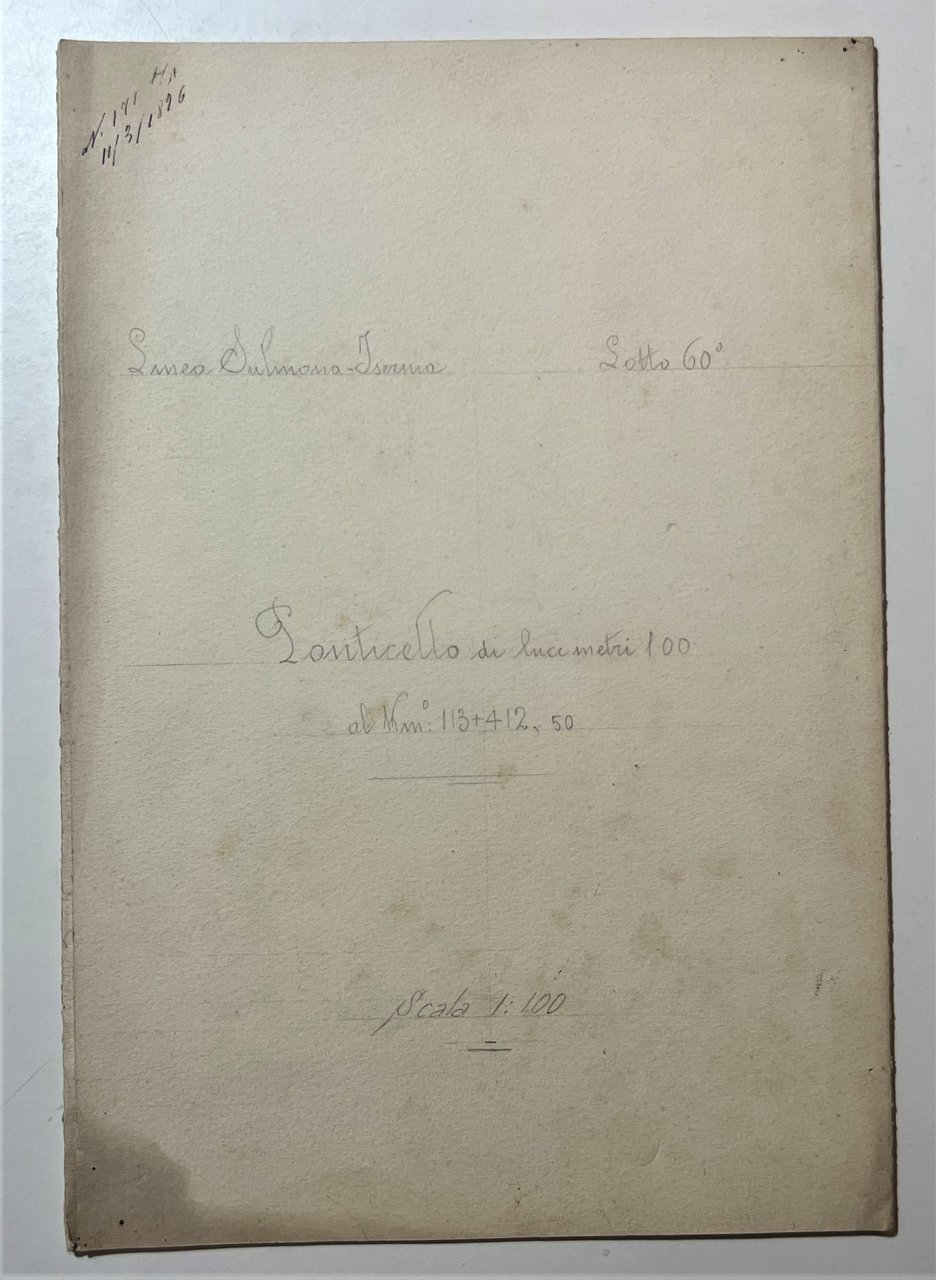 N. 171
11/3/1896
Linea Sulmona-Isernia Lotto 60°
Ponticello di luce metri 1 00
al Km°: 113+412, 50
Scala 1:100